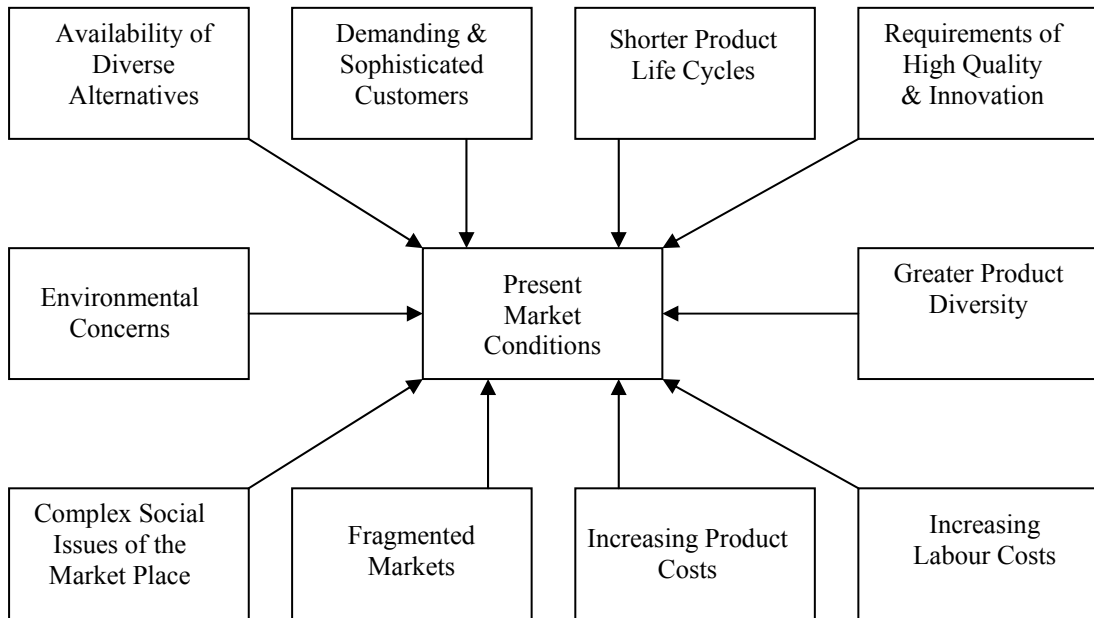 Availability of
Diverse
Alternatives
Demanding &
Sophisticated
Customers
Shorter Product
Life Cycles
Requirements of
High Quality
& Innovation
Environmental
Concerns
Present
Market
Conditions
Greater Product
Diversity
Complex Social
Issues of the
Market Place
Fragmented
Markets
Increasing Product
Costs
Increasing
Labour Costs